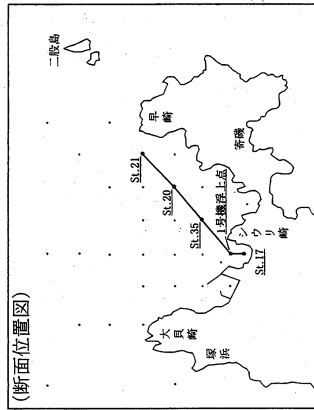 (断面位置図)
二股島
早崎
St.21
St.20
St.35
寄磯
1号機浮上点
シウリ崎
St.17
大貝崎
塚浜